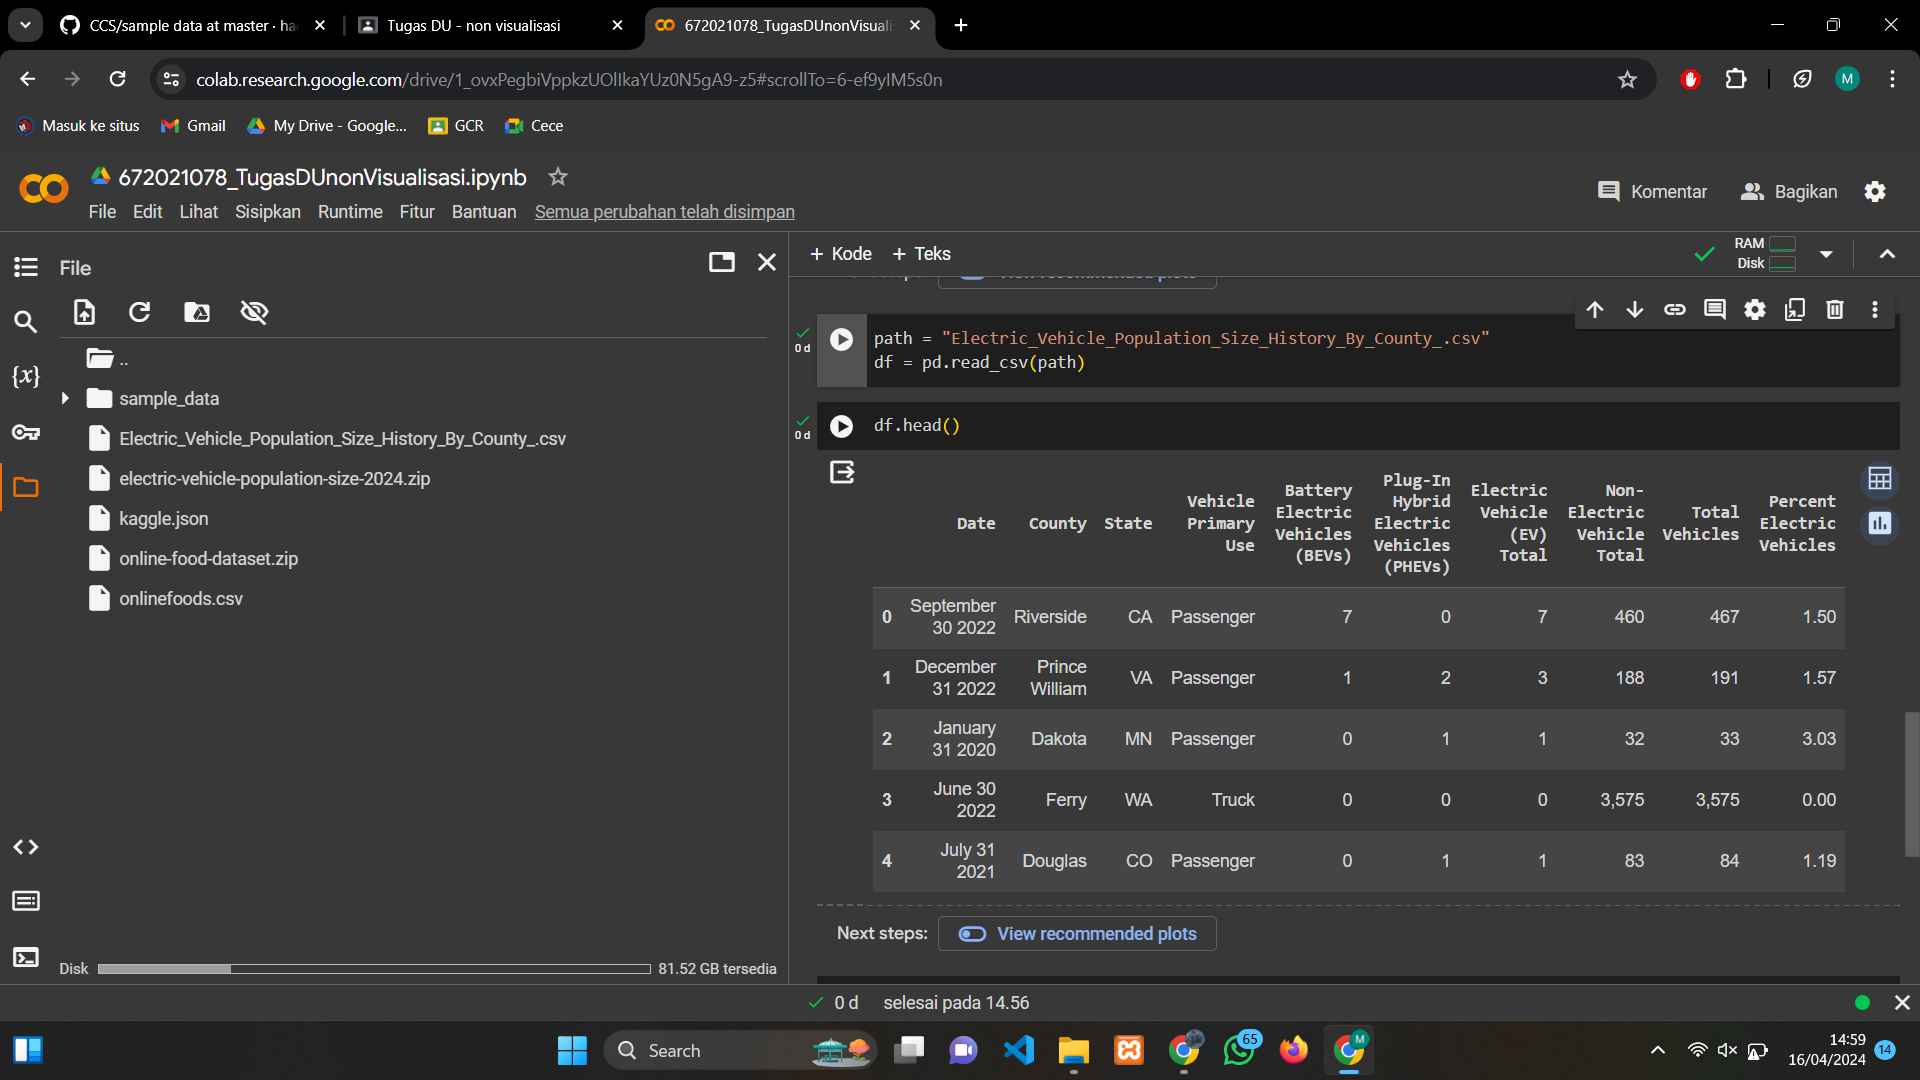 CCS/sample data at master · ha
Tugas DU - non visualisasi
672021078_TugasDUnonVisuali
colab.research.google.com/drive/1_ovxPegbiVppkzUOlIkaYUz0N5gA9-z5#scrollTo=6-ef9yIM5s0n
M
Masuk ke situs
Gmail
My Drive - Google...
GCR
Cece
672021078_TugasDUnonVisualisasi.ipynb
File Edit Lihat Sisipkan Runtime Fitur Bantuan Semua perubahan telah disimpan
Komentar
Bagikan
File
..
sample_data
Electric_Vehicle_Population_Size_History_By_County_.csv
electric-vehicle-population-size-2024.zip
kaggle.json
online-food-dataset.zip
onlinefoods.csv
{x}
Disk 81.52 GB tersedia
+ Kode + Teks
RAM
Disk
View recommended plots
0 d
path = "Electric_Vehicle_Population_Size_History_By_County_.csv"
df = pd.read_csv(path)
0 d
df.head()
Date County State Vehicle Primary Use Battery Electric Vehicles (BEVs) Plug-In Hybrid Electric Vehicles (PHEVs) Electric Vehicle (EV) Total Non-Electric Vehicle Total Total Vehicles Percent Electric Vehicles
0 September 30 2022 Riverside CA Passenger 7 0 7 460 467 1.50
1 December 31 2022 Prince William VA Passenger 1 2 3 188 191 1.57
2 January 31 2020 Dakota MN Passenger 0 1 1 32 33 3.03
3 June 30 2022 Ferry WA Truck 0 0 0 3,575 3,575 0.00
4 July 31 2021 Douglas CO Passenger 0 1 1 83 84 1.19
Next steps: View recommended plots
0 d selesai pada 14.56
Search
65
M
14:59
16/04/2024
14